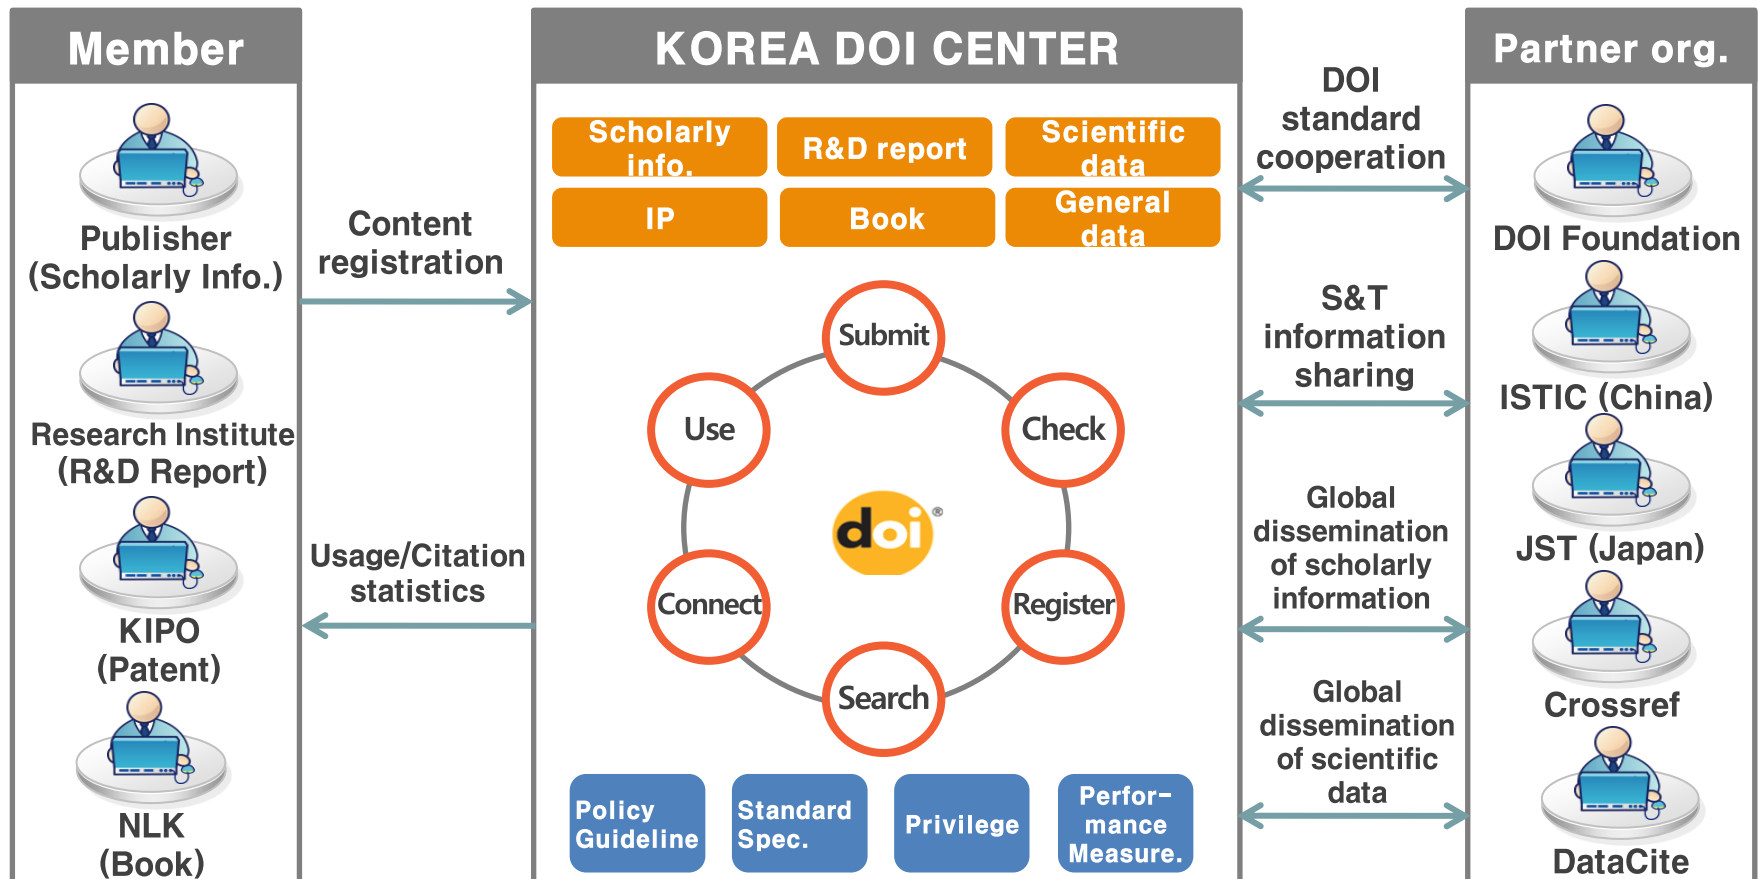 Member
Publisher
(Scholarly Info.)
Research Institute
(R&D Report)
KIPO
(Patent)
NLK
(Book)
Content
registration
Usage/Citation
statistics
KOREA DOI CENTER
Scholarly
info.
R&D report
Scientific
data
IP
Book
General
data
Submit
Check
Register
Search
Connect
Use
doi®
Policy
Guideline
Standard
Spec.
Privilege
Perfor-
mance
Measure.
DOI
standard
cooperation
S&T
information
sharing
Global
dissemination
of scholarly
information
Global
dissemination
of scientific
data
Partner org.
DOI Foundation
ISTIC (China)
JST (Japan)
Crossref
DataCite